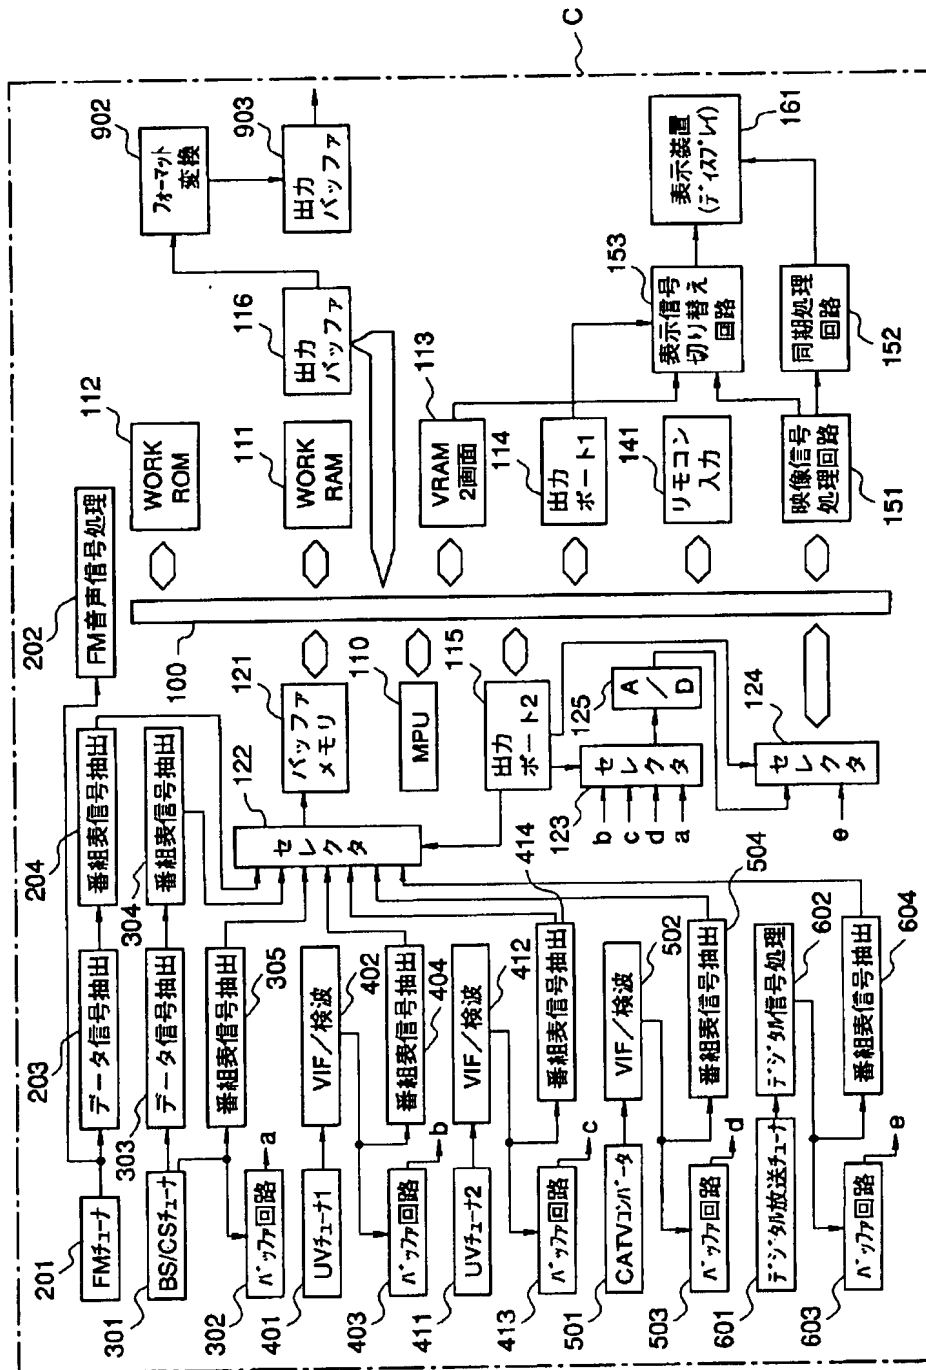 C
201
FMチューナ
203
データ信号抽出
204
番組表信号抽出
202
FM音声信号処理
301
BS/CSチューナ
303
データ信号抽出
304
番組表信号抽出
305
番組表信号抽出
302
バッファ回路
a
401
UVチューナ1
VIF/検波
402
403
バッファ回路
b
番組表信号抽出
404
411
UVチューナ2
VIF/検波
412
413
バッファ回路
c
番組表信号抽出
414
501
CATVコンバータ
VIF/検波
502
503
バッファ回路
d
番組表信号抽出
504
601
デジタル放送チューナ
デジタル信号処理
602
603
バッファ回路
e
番組表信号抽出
604
122
セレクタ
121
バッファ
メモリ
110
MPU
115
出力
ポート2
123
セレクタ
b
c
d
a
125
A/D
124
セレクタ
e
100
112
WORK
ROM
111
WORK
RAM
116
出力
バッファ
902
フォーマット
変換
903
出力
バッファ
113
VRAM
2画面
114
出力
ポート1
141
リモコン
入力
映像信号
処理回路
151
153
表示信号
切り替え
回路
同期処理
回路
152
表示装置
(ディスプレイ)
161